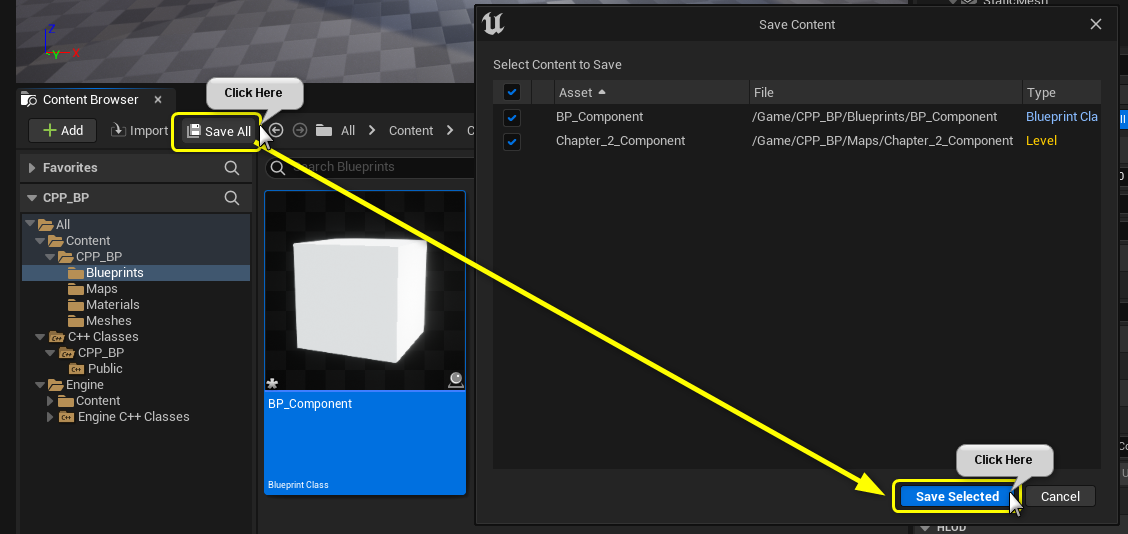 StaticMesh
Save Content
Z
Y
X
Select Content to Save
Click Here
Content Browser
Asset
File
Type
Add
Import
Save All
All
Content
C
BP_Component
/Game/CPP_BP/Blueprints/BP_Component
Blueprint Cla
Chapter_2_Component
/Game/CPP_BP/Maps/Chapter_2_Component
Level
Favorites
Search Blueprints
CPP_BP
All
Content
CPP_BP
Blueprints
Maps
Materials
Meshes
C++ Classes
CPP_BP
Public
Engine
Content
Engine C++ Classes
BP_Component
Blueprint Class
Click Here
Save Selected
Cancel
HLOD